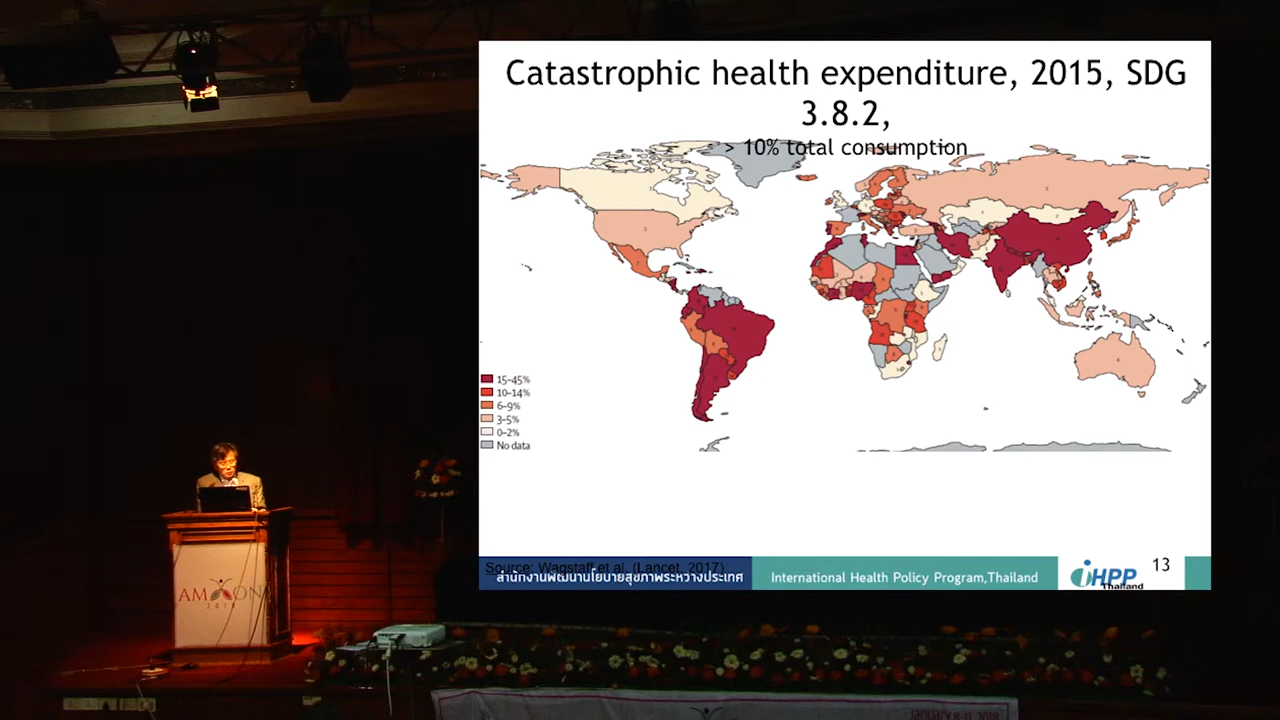 Catastrophic health expenditure, 2015, SDG
3.8.2,
> 10% total consumption
15–45%
10–14%
6–9%
3–5%
0–2%
No data
Source: Wagstaff et al. (Lancet, 2017)
สำนักงานพัฒนานโยบายสุขภาพระหว่างประเทศ
International Health Policy Program,Thailand
iHPP
Thailand
13
2018